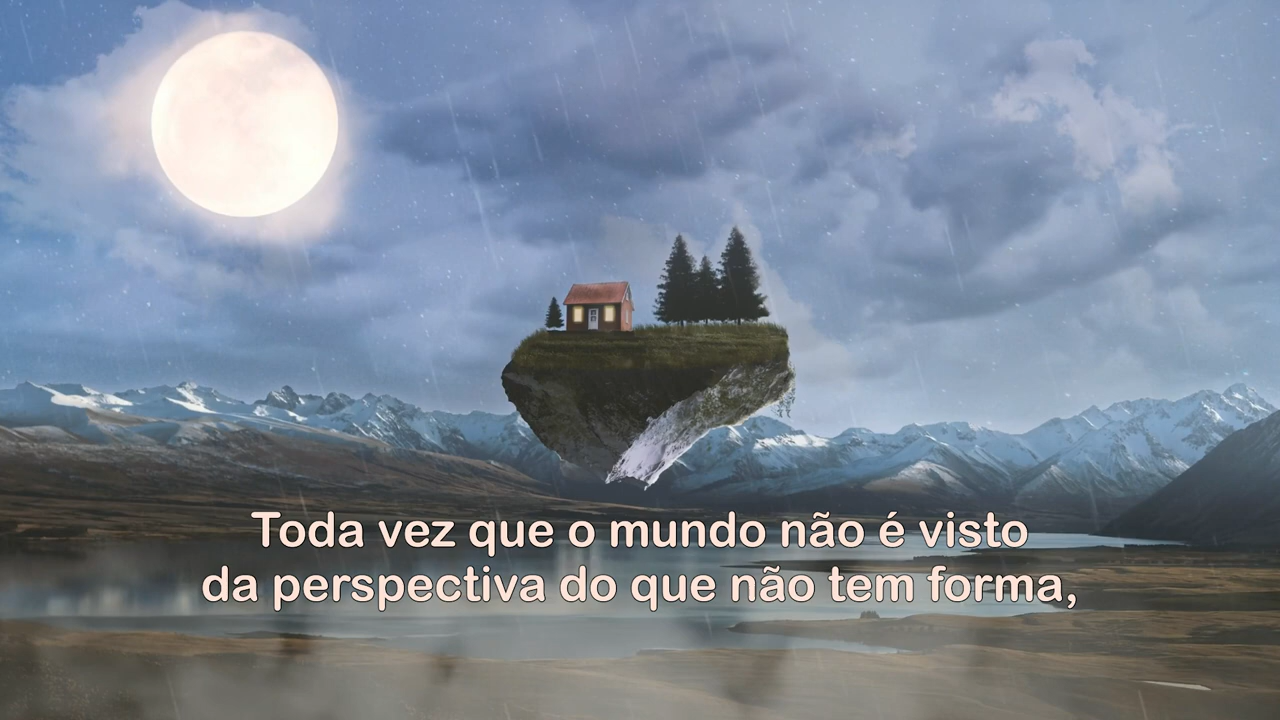 Toda vez que o mundo não é visto
da perspectiva do que não tem forma,